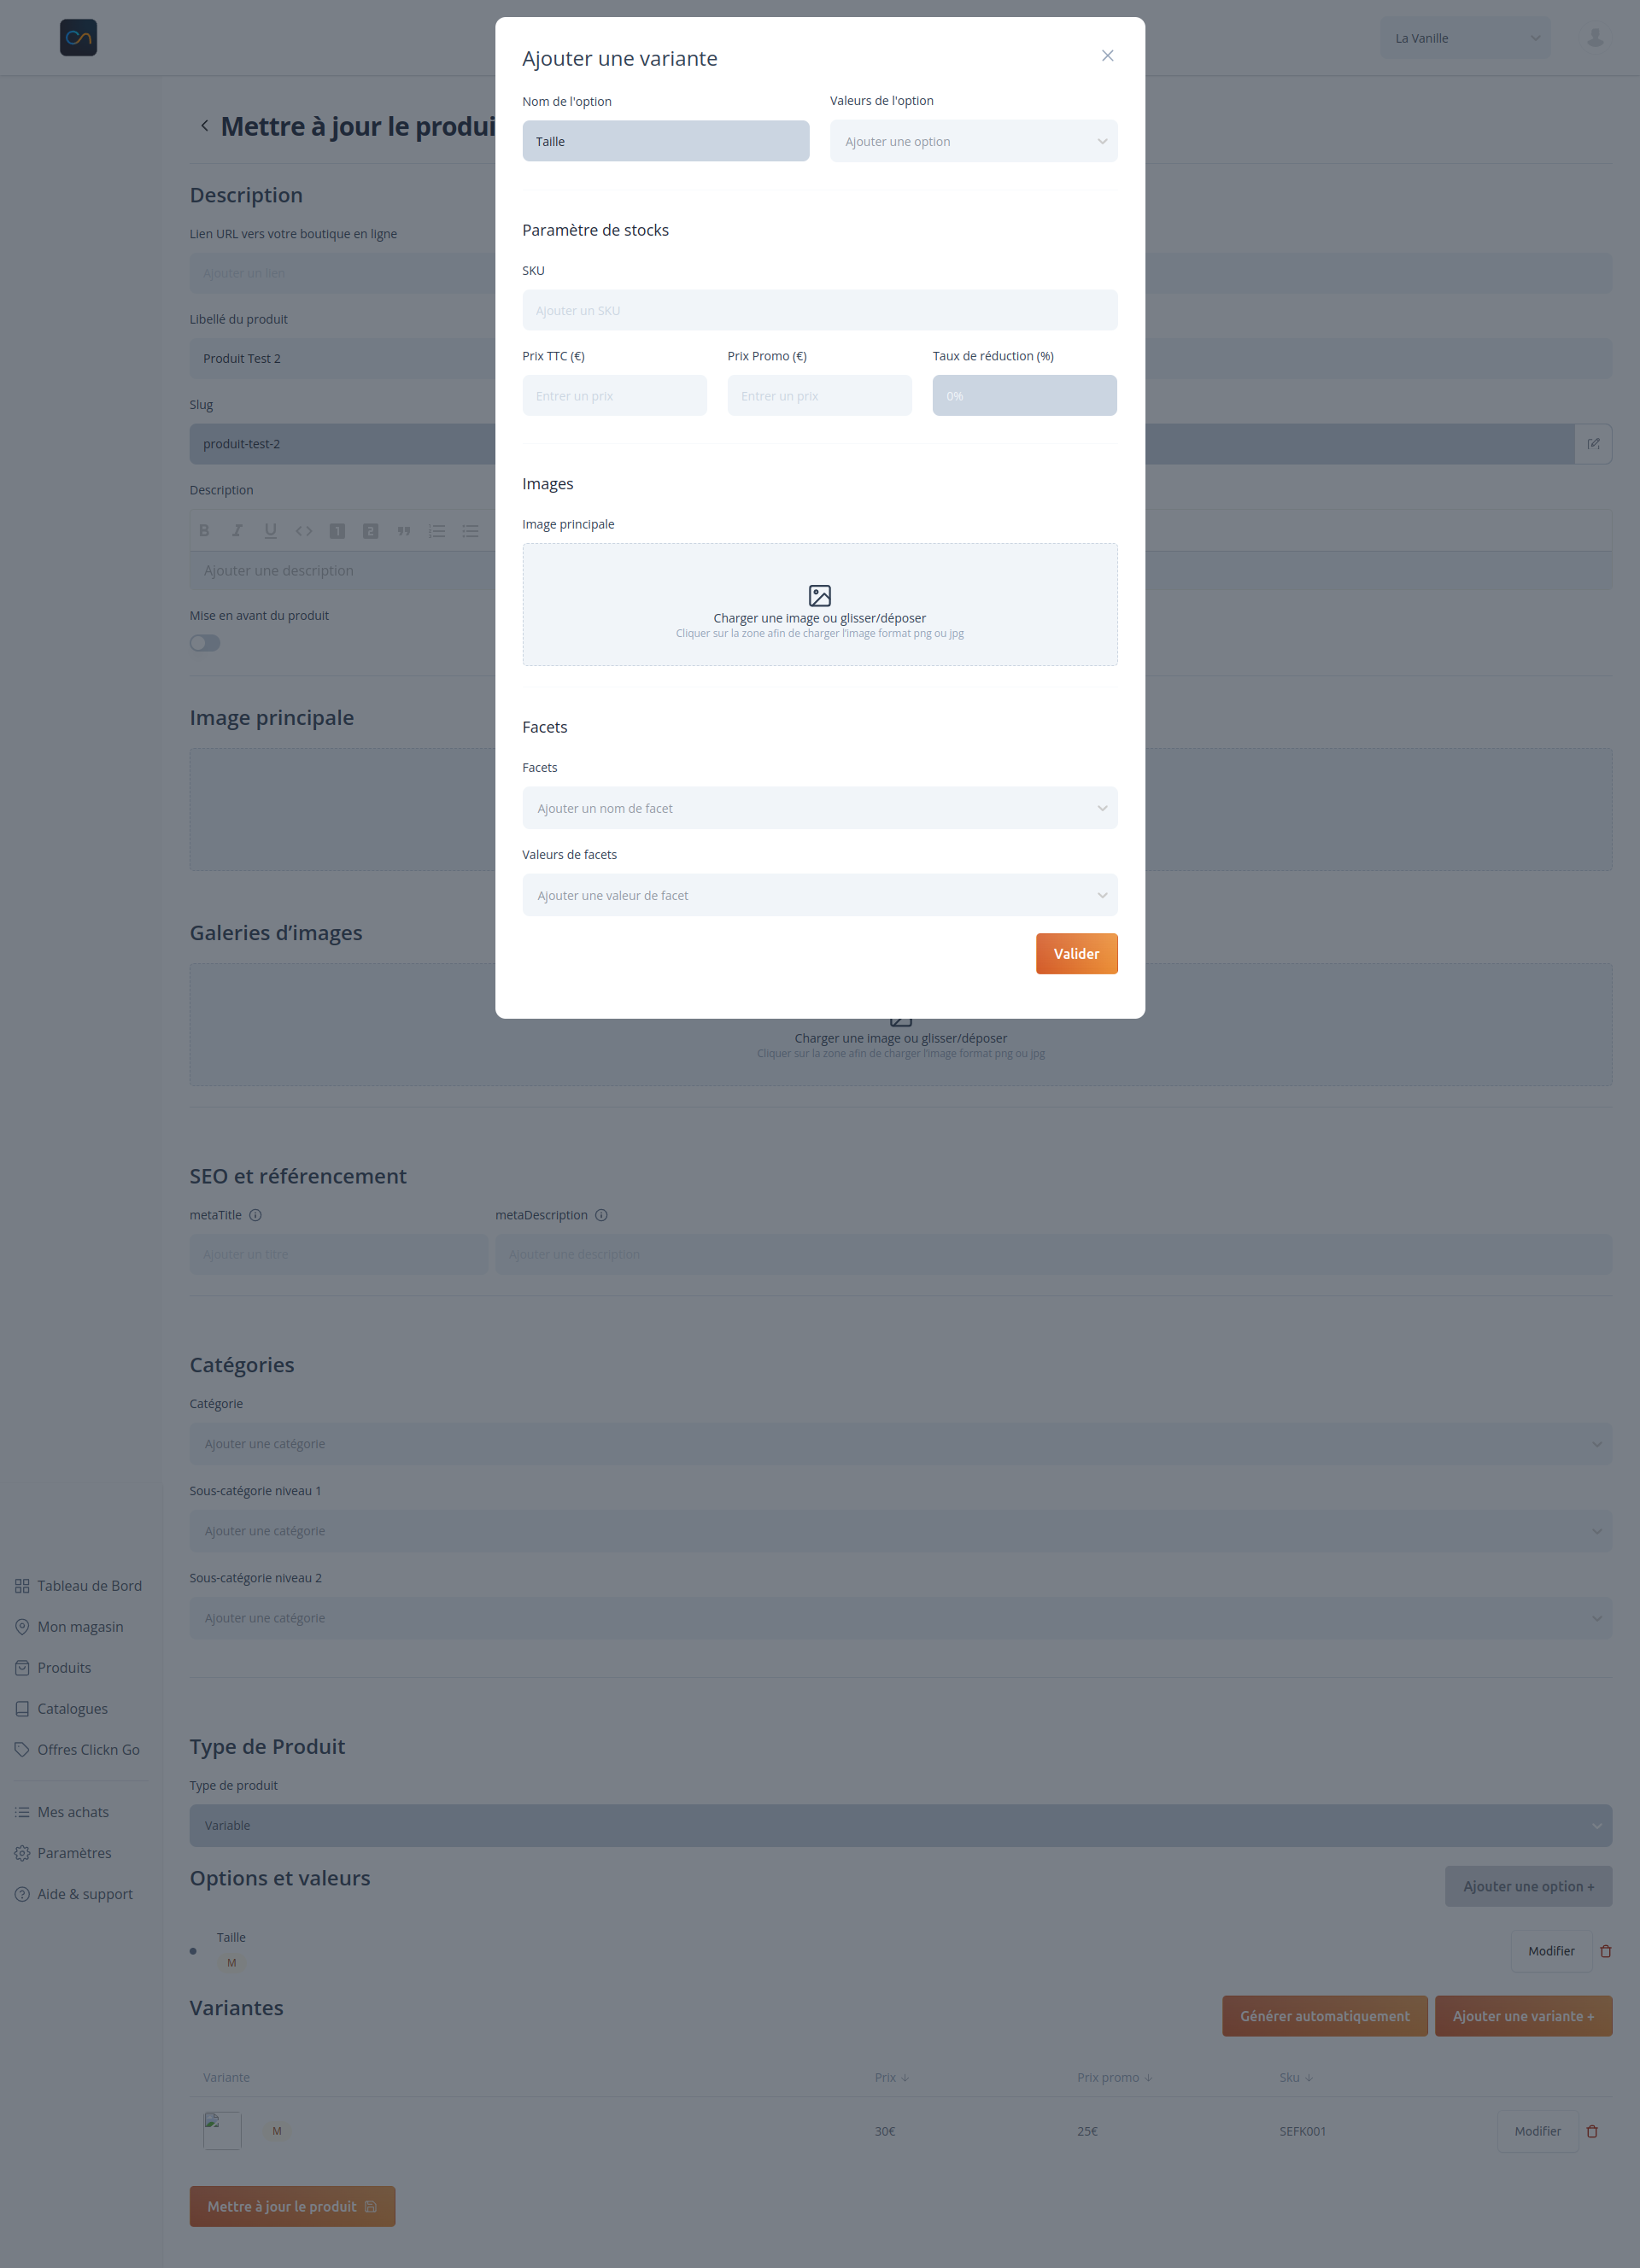 La Vanille
Mettre à jour le produi
Description
Lien URL vers votre boutique en ligne
Ajouter un lien
Libellé du produit
Produit Test 2
Slug
produit-test-2
Description
B I U <> 1 2
Ajouter une description
Mise en avant du produit
Image principale
Galeries d’images
Charger une image ou glisser/déposer
Cliquer sur la zone afin de charger l’image format png ou jpg
SEO et référencement
metaTitle
metaDescription
Ajouter un titre
Ajouter une description
Catégories
Catégorie
Ajouter une catégorie
Sous-catégorie niveau 1
Ajouter une catégorie
Sous-catégorie niveau 2
Ajouter une catégorie
Type de Produit
Type de produit
Variable
Options et valeurs
Ajouter une option +
Taille
M
Modifier
Variantes
Générer automatiquement
Ajouter une variante +
Variante
Prix
Prix promo
Sku
M
30€
25€
SEFK001
Modifier
Mettre à jour le produit
Tableau de Bord
Mon magasin
Produits
Catalogues
Offres Clickn Go
Mes achats
Paramètres
Aide & support
Ajouter une variante
Nom de l'option
Valeurs de l'option
Taille
Ajouter une option
Paramètre de stocks
SKU
Ajouter un SKU
Prix TTC (€)
Prix Promo (€)
Taux de réduction (%)
Entrer un prix
Entrer un prix
0%
Images
Image principale
Charger une image ou glisser/déposer
Cliquer sur la zone afin de charger l’image format png ou jpg
Facets
Facets
Ajouter un nom de facet
Valeurs de facets
Ajouter une valeur de facet
Valider